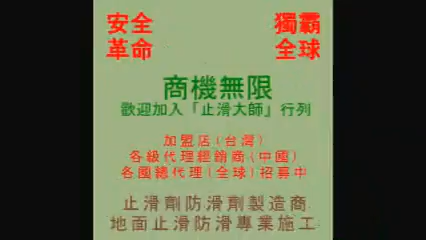 安全 獨霸
革命 全球
商機無限
歡迎加入「止滑大師」行列
加盟店(台灣)
各級代理經銷商(中國)
各國總代理(全球)招募中
止滑劑防滑劑製造商
地面止滑防滑專業施工